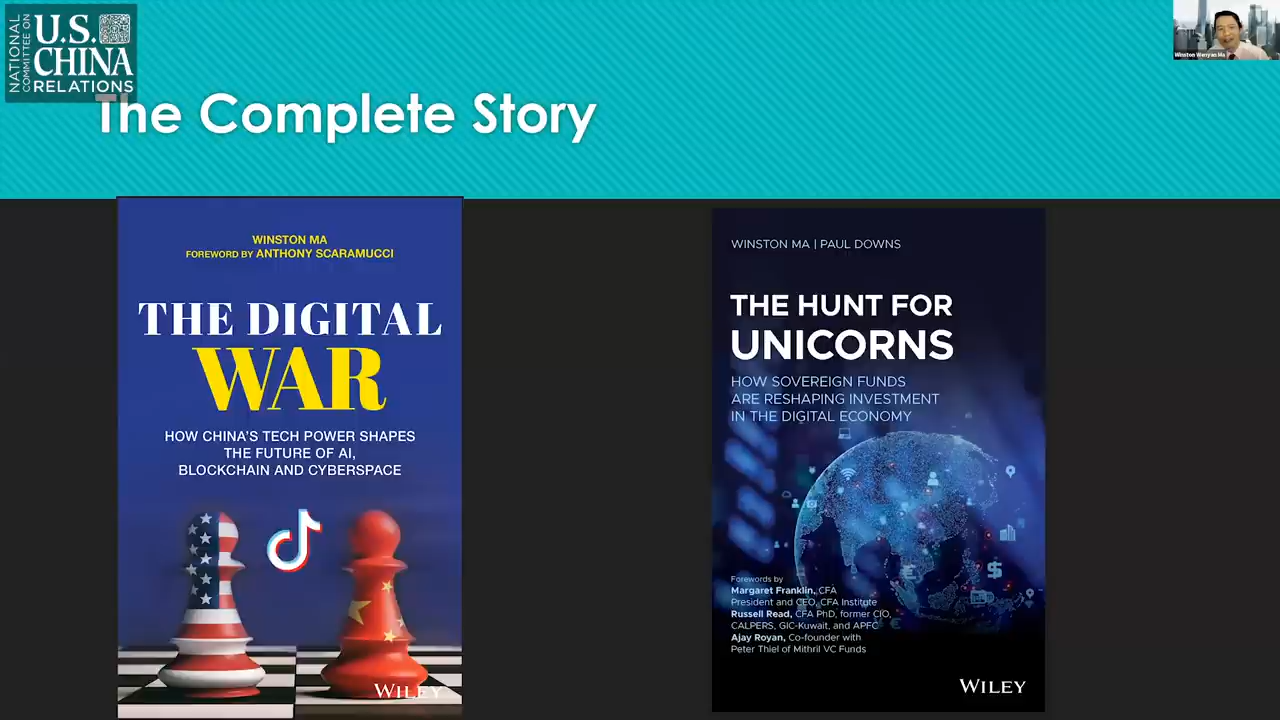 NATIONAL
COMMITTEE ON
U.S.
CHINA
RELATIONS
Winston Wenyan Ma
The Complete Story
WINSTON MA
FOREWORD BY ANTHONY SCARAMUCCI
THE DIGITAL
WAR
HOW CHINA'S TECH POWER SHAPES
THE FUTURE OF AI,
BLOCKCHAIN AND CYBERSPACE
WILEY
WINSTON MA | PAUL DOWNS
THE HUNT FOR
UNICORNS
HOW SOVEREIGN FUNDS
ARE RESHAPING INVESTMENT
IN THE DIGITAL ECONOMY
Forewords by
Margaret Franklin, CFA
President and CEO, CFA Institute
Russell Read, CFA PhD, former CIO,
CALPERS, GIC-Kuwait, and APFC
Ajay Royan, Co-founder with
Peter Thiel of Mithril VC Funds
WILEY